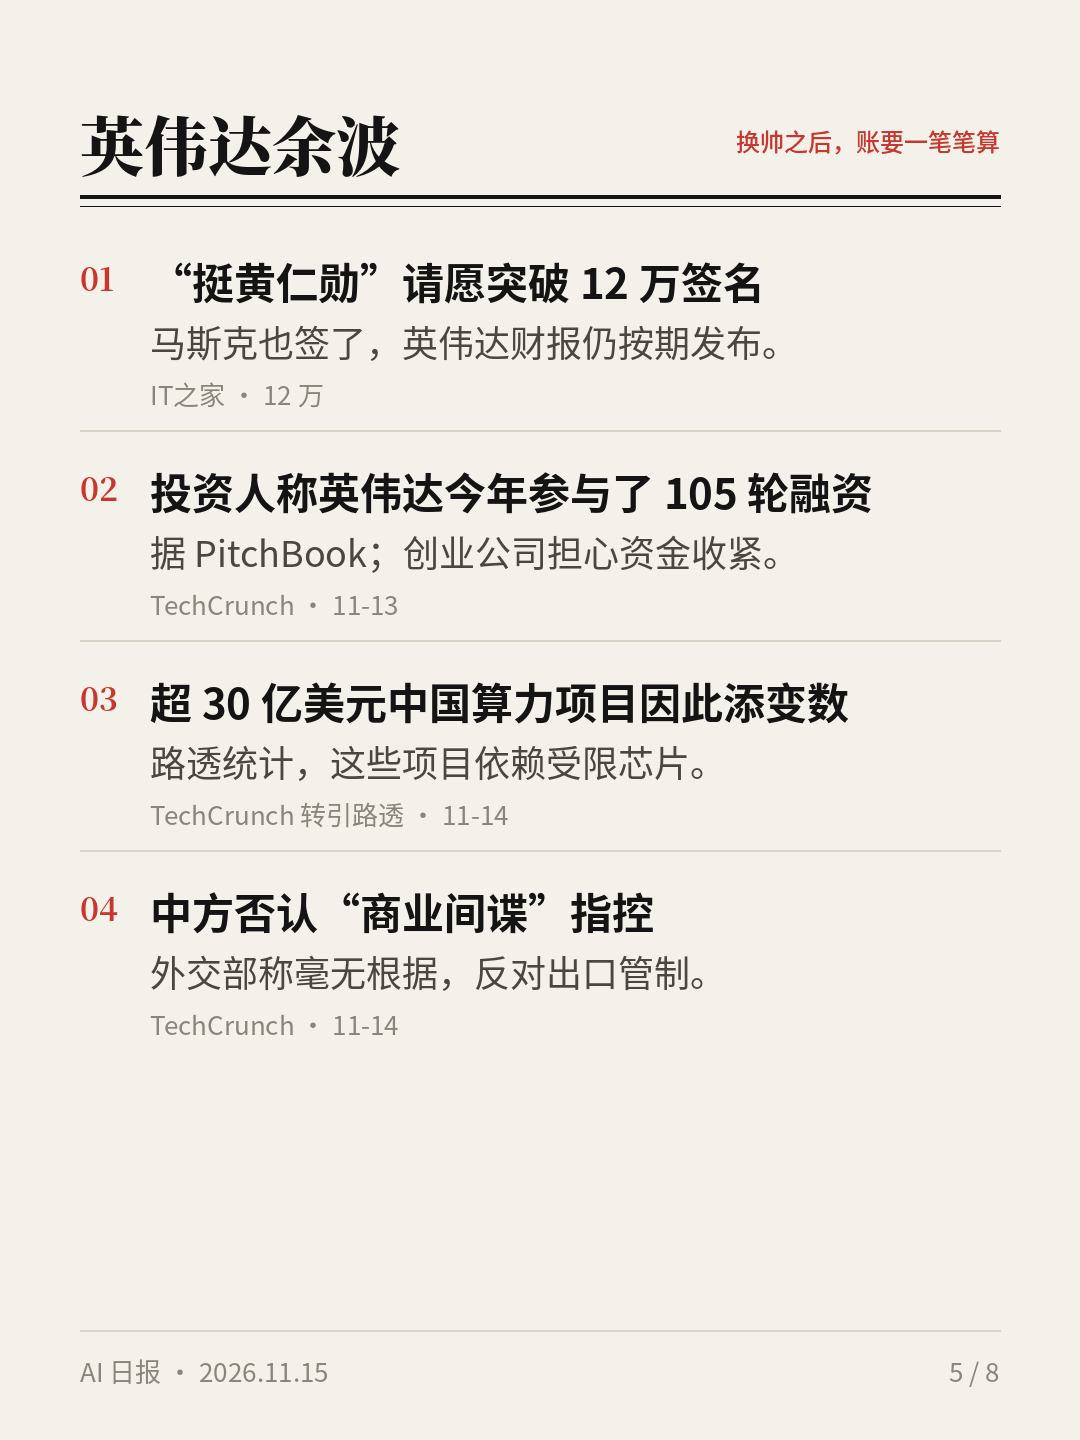 英伟达余波
换帅之后，账要一笔笔算
01
“挺黄仁勋”请愿突破 12 万签名
马斯克也签了，英伟达财报仍按期发布。
IT之家 · 12 万
02
投资人称英伟达今年参与了 105 轮融资
据 PitchBook；创业公司担心资金收紧。
TechCrunch · 11-13
03
超 30 亿美元中国算力项目因此添变数
路透统计，这些项目依赖受限芯片。
TechCrunch 转引路透 · 11-14
04
中方否认“商业间谍”指控
外交部称毫无根据，反对出口管制。
TechCrunch · 11-14
AI 日报 · 2026.11.15
5 / 8